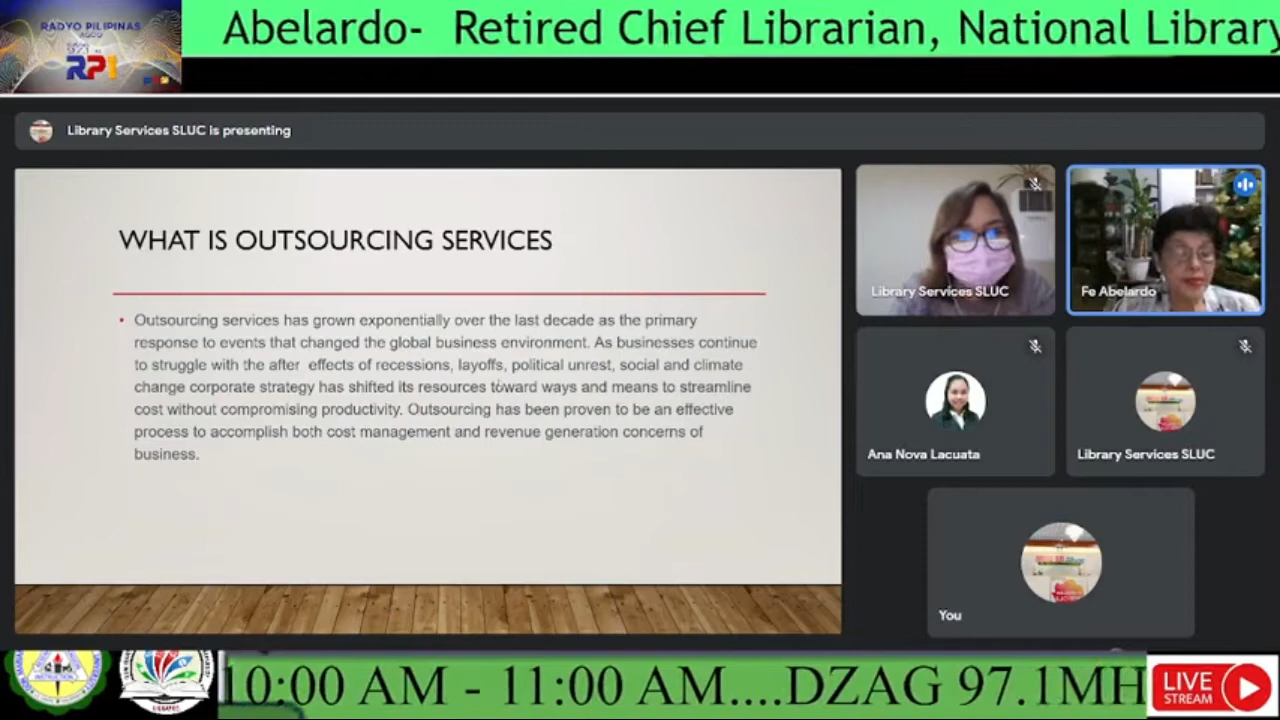 Abelardo- Retired Chief Librarian, National Library
RADYO PILIPINAS
AGOO
RP1
Library Services SLUC is presenting
WHAT IS OUTSOURCING SERVICES
• Outsourcing services has grown exponentially over the last decade as the primary
response to events that changed the global business environment. As businesses continue
to struggle with the after effects of recessions, layoffs, political unrest, social and climate
change corporate strategy has shifted its resources toward ways and means to streamline
cost without compromising productivity. Outsourcing has been proven to be an effective
process to accomplish both cost management and revenue generation concerns of
business.
Library Services SLUC
Fe Abelardo
Ana Nova Lacuata
Library Services SLUC
You
10:00 AM - 11:00 AM....DZAG 97.1MH
LIVE
STREAM